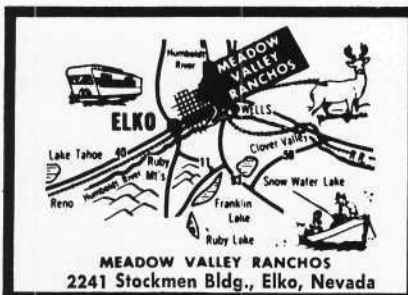 Humboldt
River
MEADOW
VALLEY
RANCHOS
ELKO
WELLS
Lake Tahoe
40
Ruby
Mt's.
11
Clover Valley
50
R.R.
Reno
Humboldt River
Franklin
Lake
Snow Water Lake
Ruby Lake
MEADOW VALLEY RANCHOS
2241 Stockmen Bldg., Elko, Nevada